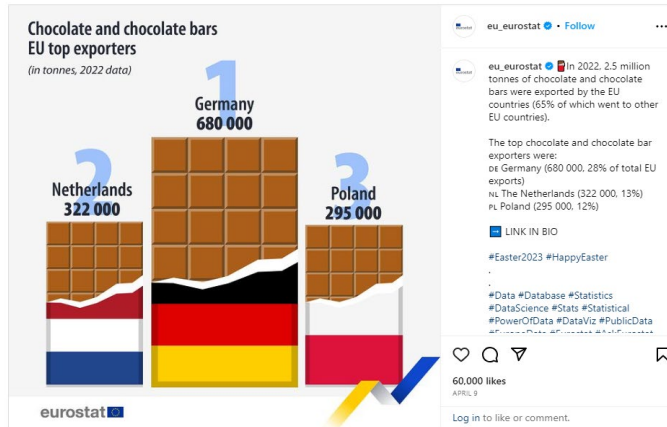 Chocolate and chocolate bars
EU top exporters
(in tonnes, 2022 data)
1
Germany
680 000
2
Netherlands
322 000
3
Poland
295 000
eurostat
eu_eurostat • Follow
eu_eurostat In 2022, 2.5 million
tonnes of chocolate and chocolate
bars were exported by the EU
countries (65% of which went to other
EU countries).
The top chocolate and chocolate bar
exporters were:
DE Germany (680 000, 28% of total EU
exports)
NL The Netherlands (322 000, 13%)
PL Poland (295 000, 12%)
➡ LINK IN BIO
#Easter2023 #HappyEaster
.
.
#Data #Database #Statistics
#DataScience #Stats #Statistical
#PowerOfData #DataViz #PublicData
60,000 likes
APRIL 9
Log in to like or comment.